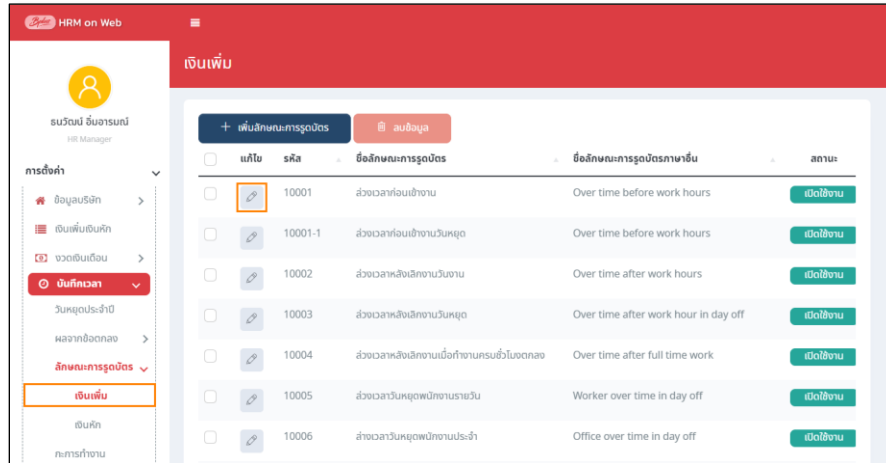 Bplus HRM on Web
เงินเพิ่ม
ธนวัฒน์ อิ่มอารมณ์
HR Manager
การตั้งค่า
ข้อมูลบริษัท
เงินเพิ่มเงินหัก
งวดเงินเดือน
บันทึกเวลา
วันหยุดประจำปี
ผลจากข้อตกลง
ลักษณะการรูดบัตร
เงินเพิ่ม
เงินหัก
กะการทำงาน
+ เพิ่มลักษณะการรูดบัตร ลบข้อมูล
แก้ไข รหัส ชื่อลักษณะการรูดบัตร ชื่อลักษณะการรูดบัตรภาษาอื่น สถานะ
10001 ล่วงเวลาก่อนเข้างาน Over time before work hours เปิดใช้งาน
10001-1 ล่วงเวลาก่อนเข้างานวันหยุด Over time before work hours เปิดใช้งาน
10002 ล่วงเวลาหลังเลิกงานวันงาน Over time after work hours เปิดใช้งาน
10003 ล่วงเวลาหลังเลิกงานวันหยุด Over time after work hour in day off เปิดใช้งาน
10004 ล่วงเวลาหลังเลิกงานเมื่อทำงานครบชั่วโมงตกลง Over time after full time work เปิดใช้งาน
10005 ล่วงเวลาวันหยุดพนักงานรายวัน Worker over time in day off เปิดใช้งาน
10006 ล่างเวลาวันหยุดพนักงานประจำ Office over time in day off เปิดใช้งาน